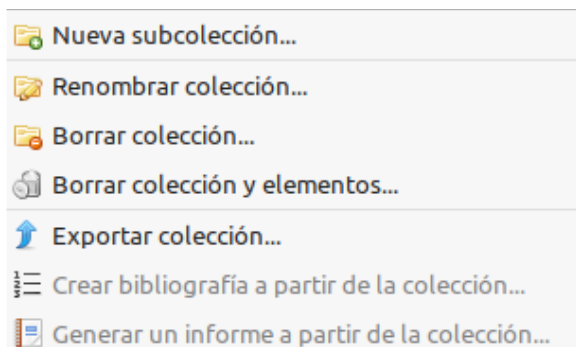 Nueva subcolección...
Renombrar colección...
Borrar colección...
Borrar colección y elementos...
Exportar colección...
Crear bibliografía a partir de la colección...
Generar un informe a partir de la colección...